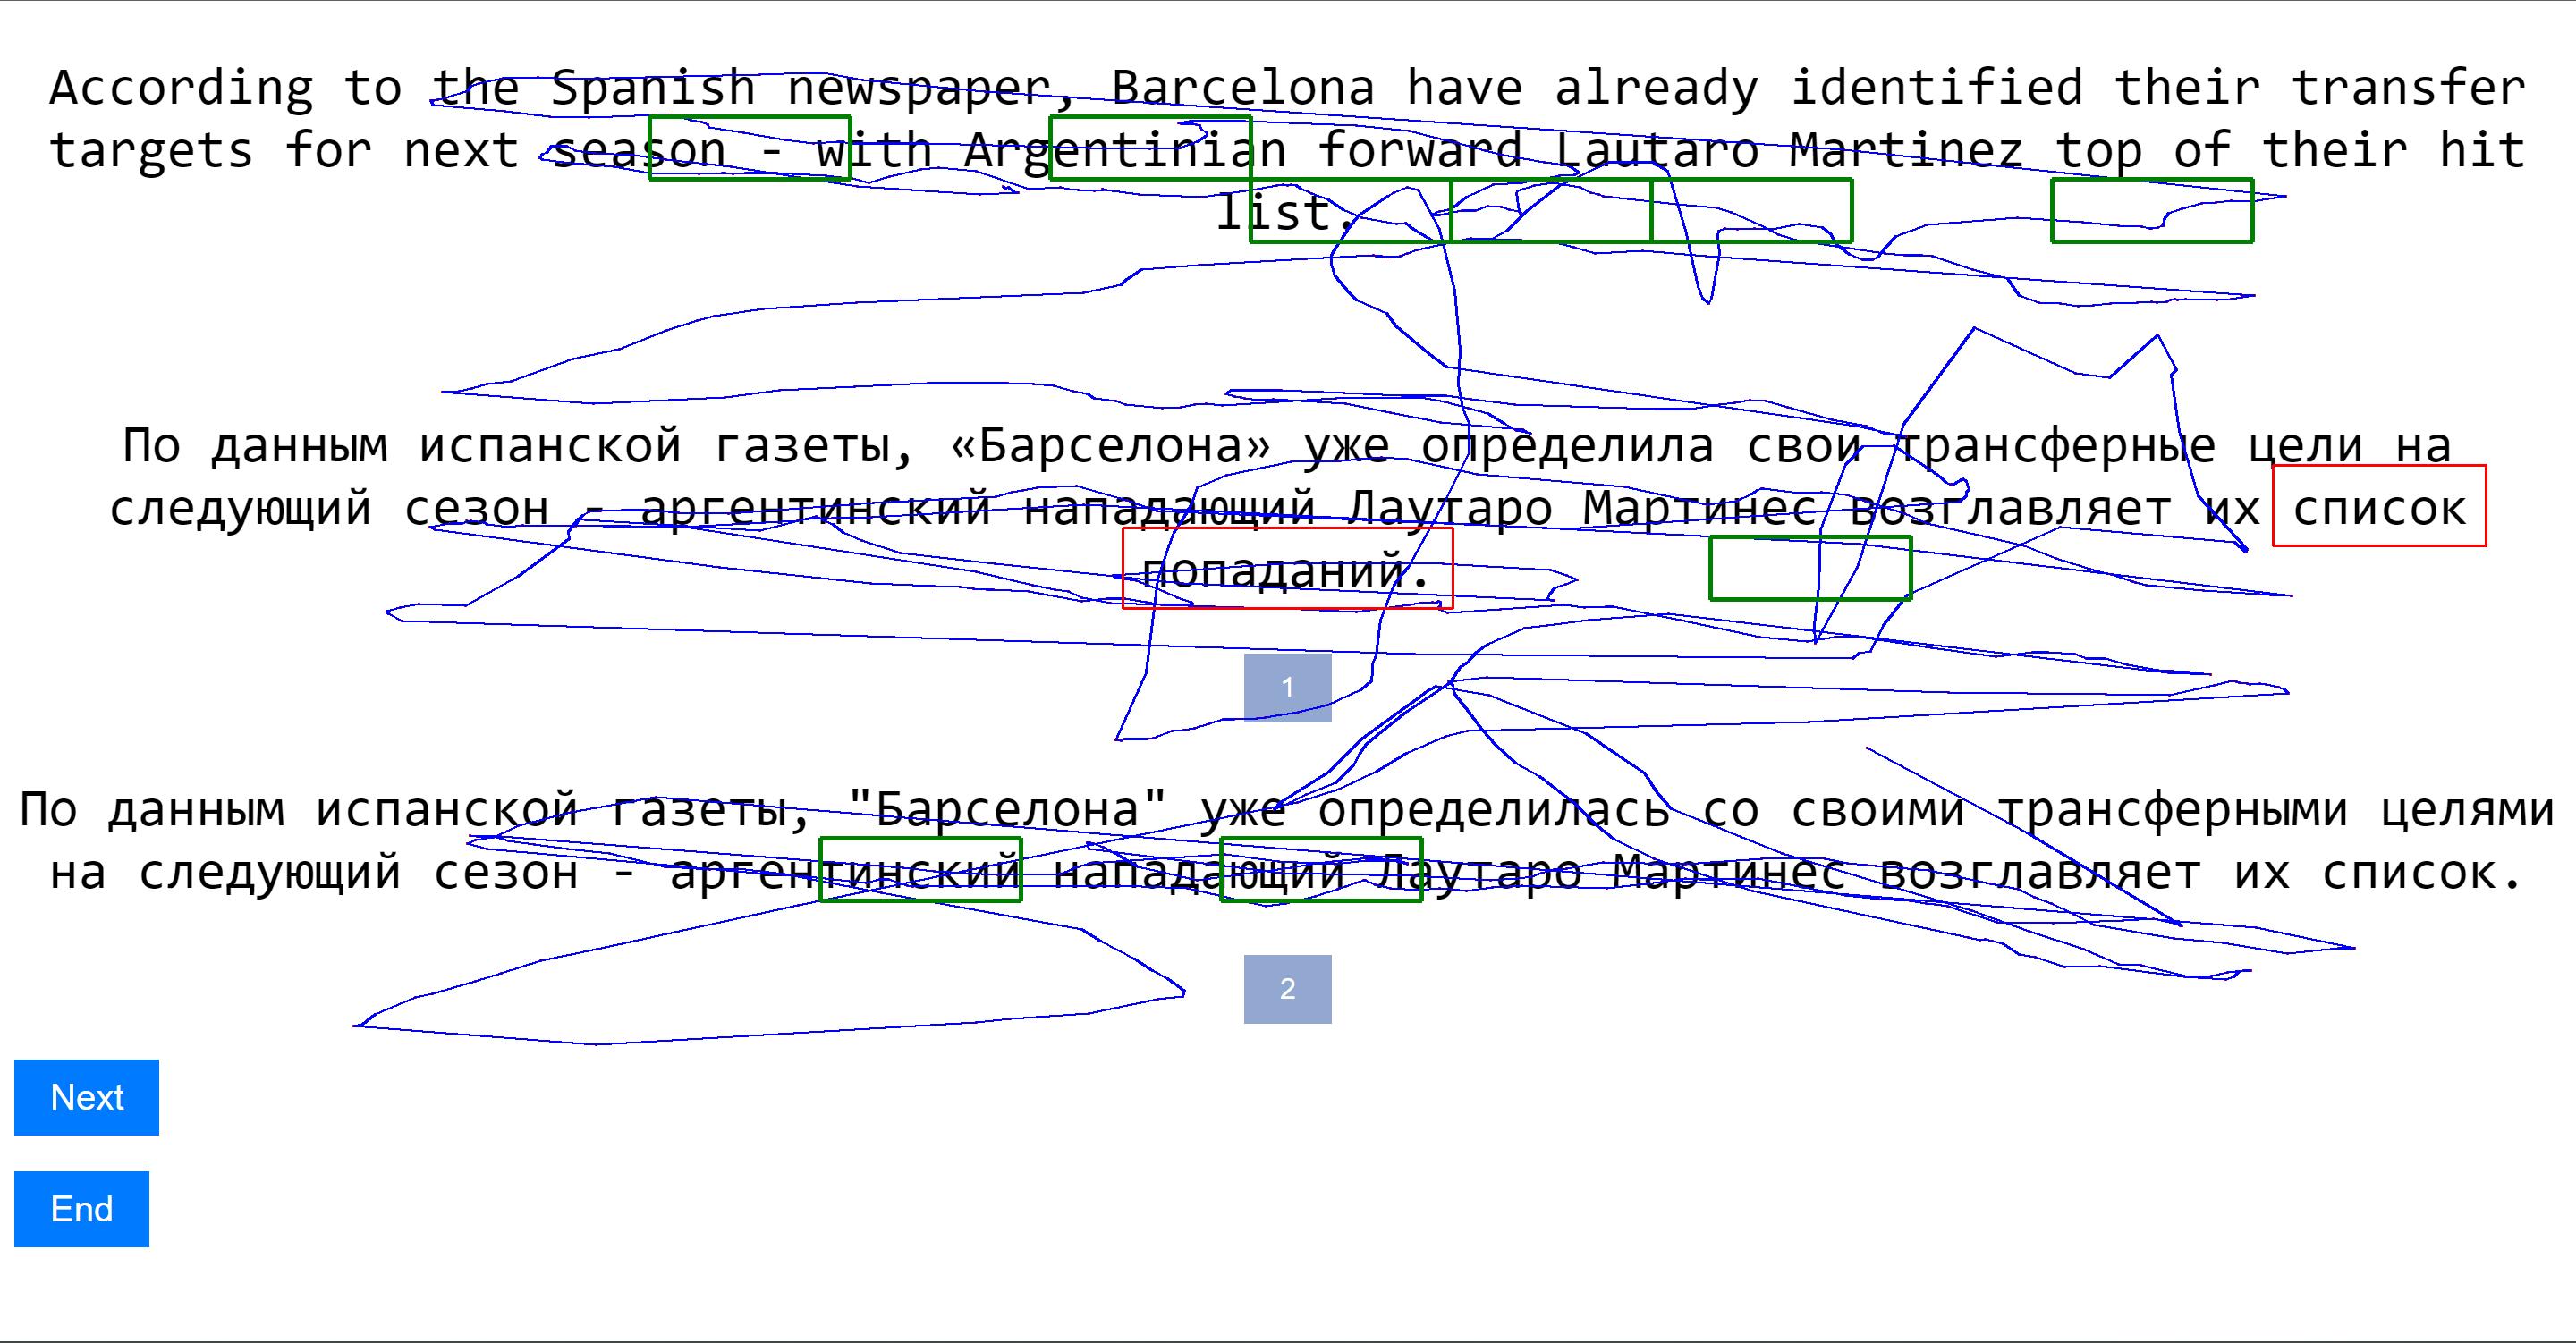 According to the Spanish newspaper, Barcelona have already identified their transfer
targets for next season - with Argentinian forward Lautaro Martinez top of their hit
list.
По данным испанской газеты, «Барселона» уже определила свои трансферные цели на
следующий сезон - аргентинский нападающий Лаутаро Мартинес возглавляет их список
попаданий.
1
По данным испанской газеты, "Барселона" уже определилась со своими трансферными целями
на следующий сезон - аргентинский нападающий Лаутаро Мартинес возглавляет их список.
2
Next
End